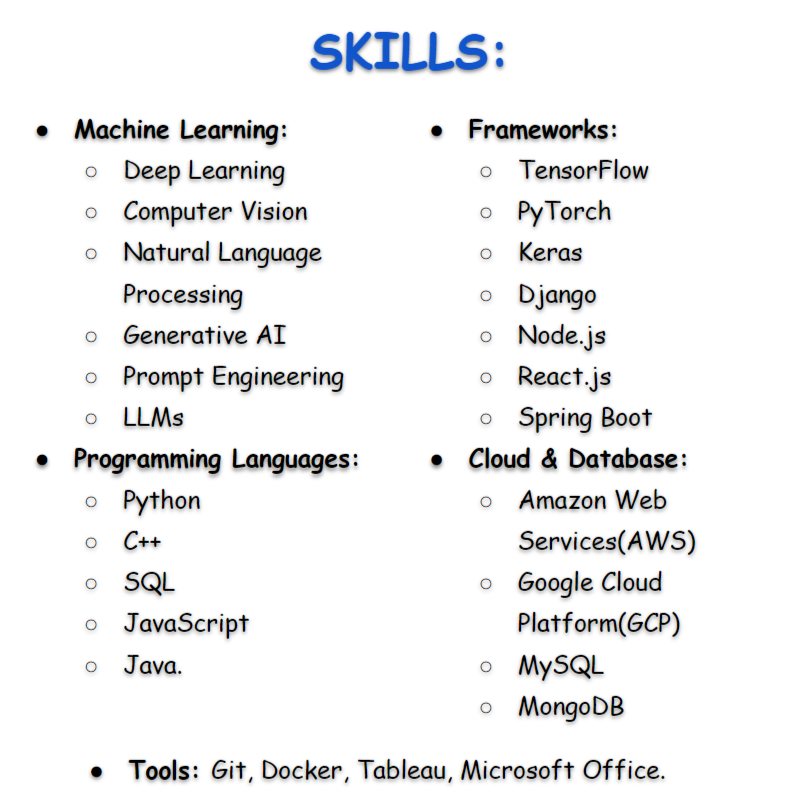 SKILLS:
● Machine Learning:
○ Deep Learning
○ Computer Vision
○ Natural Language
Processing
○ Generative AI
○ Prompt Engineering
○ LLMs
● Programming Languages:
○ Python
○ C++
○ SQL
○ JavaScript
○ Java.
● Frameworks:
○ TensorFlow
○ PyTorch
○ Keras
○ Django
○ Node.js
○ React.js
○ Spring Boot
● Cloud & Database:
○ Amazon Web
Services(AWS)
○ Google Cloud
Platform(GCP)
○ MySQL
○ MongoDB
● Tools: Git, Docker, Tableau, Microsoft Office.